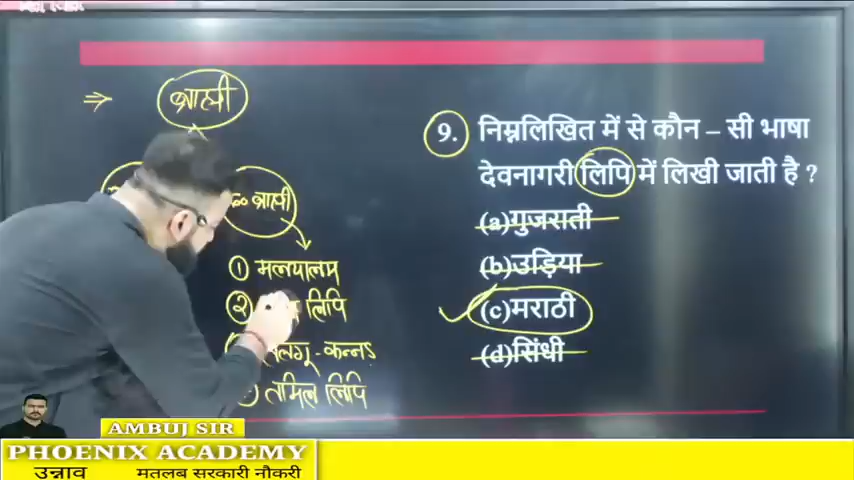 ⇒ ब्राह्मी
ब्राह्मी
① मलयालम
② लिपि
कन्नड़
तमिल लिपि
9. निम्नलिखित में से कौन – सी भाषा
देवनागरी लिपि में लिखी जाती है ?
(a)गुजराती
(b)उड़िया
(c)मराठी
(d)सिंधी
AMBUJ SIR
PHOENIX ACADEMY
उन्नाव मतलब सरकारी नौकरी